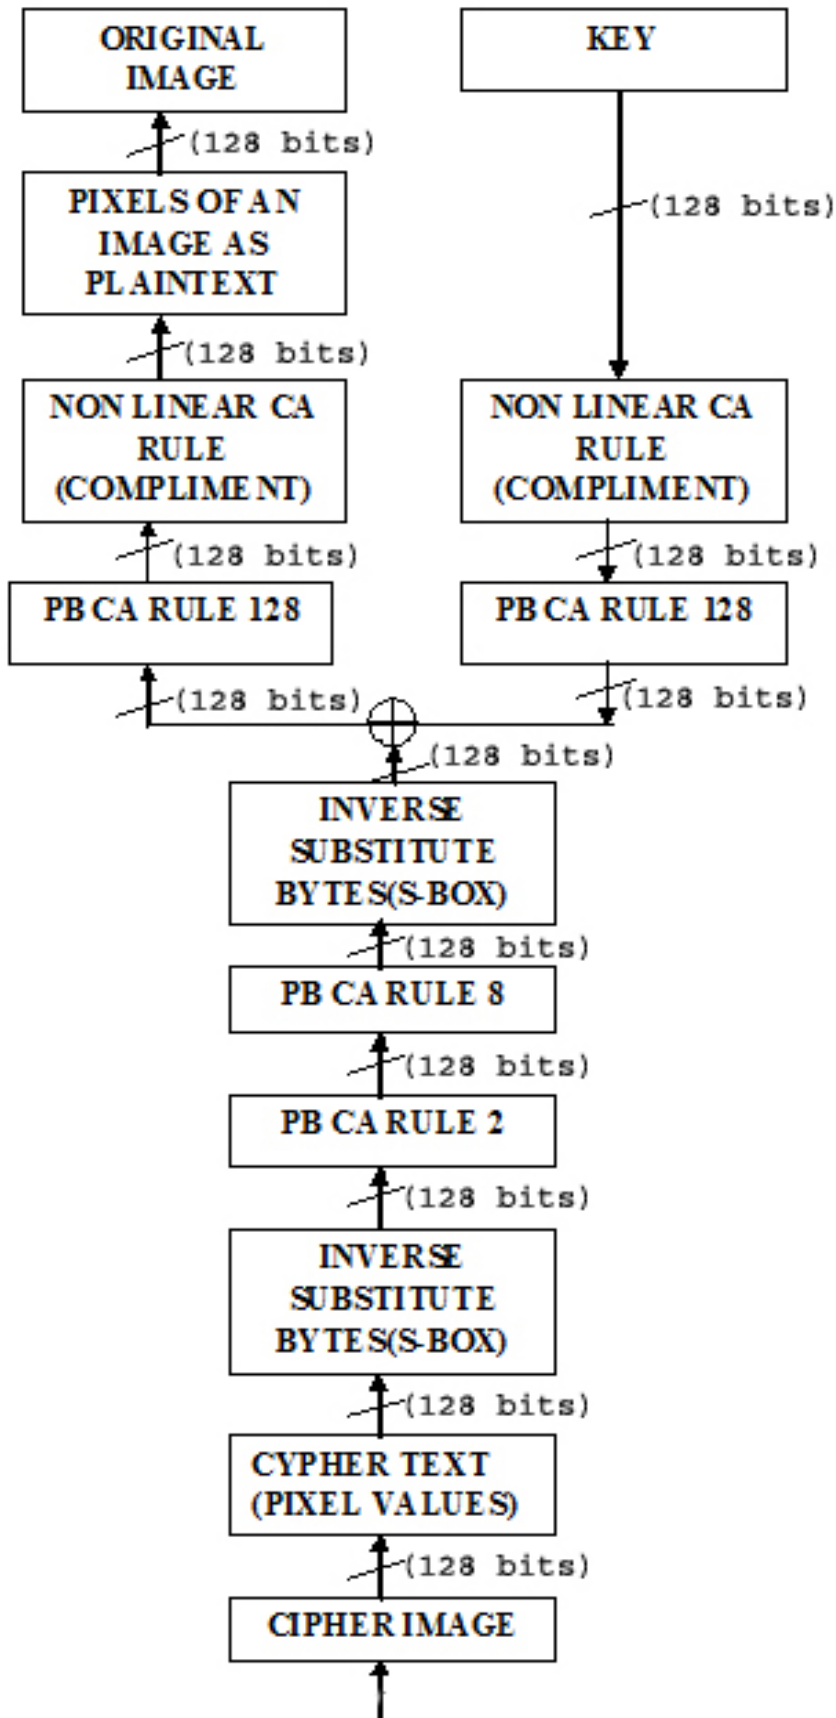 ORIGINAL
IMAGE
KEY
(128 bits)
PIXELS OF AN
IMAGE AS
PLAINTEXT
(128 bits)
(128 bits)
NON LINEAR CA
RULE
(COMPLIMENT)
NON LINEAR CA
RULE
(COMPLIMENT)
(128 bits)
(128 bits)
PB CA RULE 128
PB CA RULE 128
(128 bits)
(128 bits)
(128 bits)
INVERSE
SUBSTITUTE
BYTES(S-BOX)
(128 bits)
PB CA RULE 8
(128 bits)
PB CA RULE 2
(128 bits)
INVERSE
SUBSTITUTE
BYTES(S-BOX)
(128 bits)
CYPHER TEXT
(PIXEL VALUES)
(128 bits)
CIPHER IMAGE